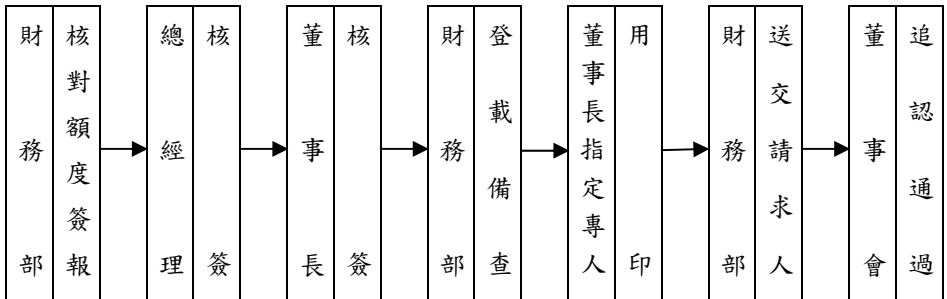 財務部
核對額度簽報
總經理
核簽
董事長
核簽
財務部
登載備查
董事長指定專人
用印
財務部
送交請求人
董事會
追認通過